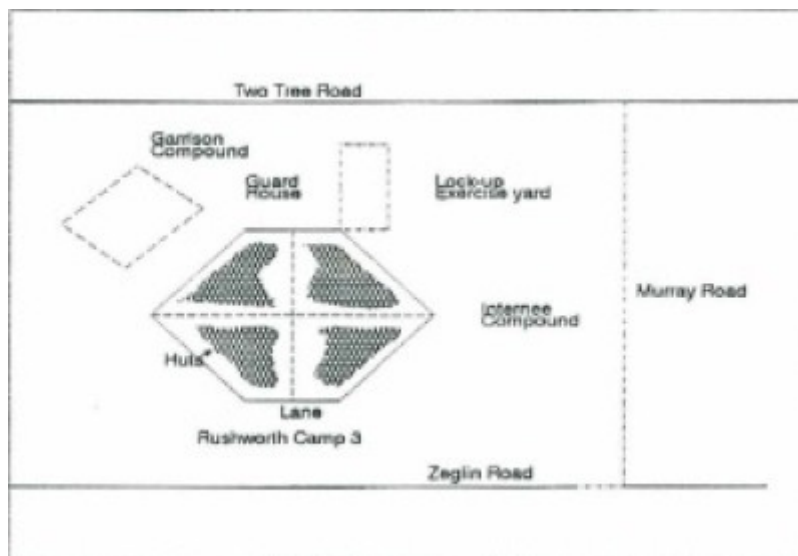 Two Tree Road
Garrison
Compound
Guard
House
Lock-up
Exercise yard
Murray Road
Internee
Compound
Huts
Lane
Rushworth Camp 3
Zeglin Road